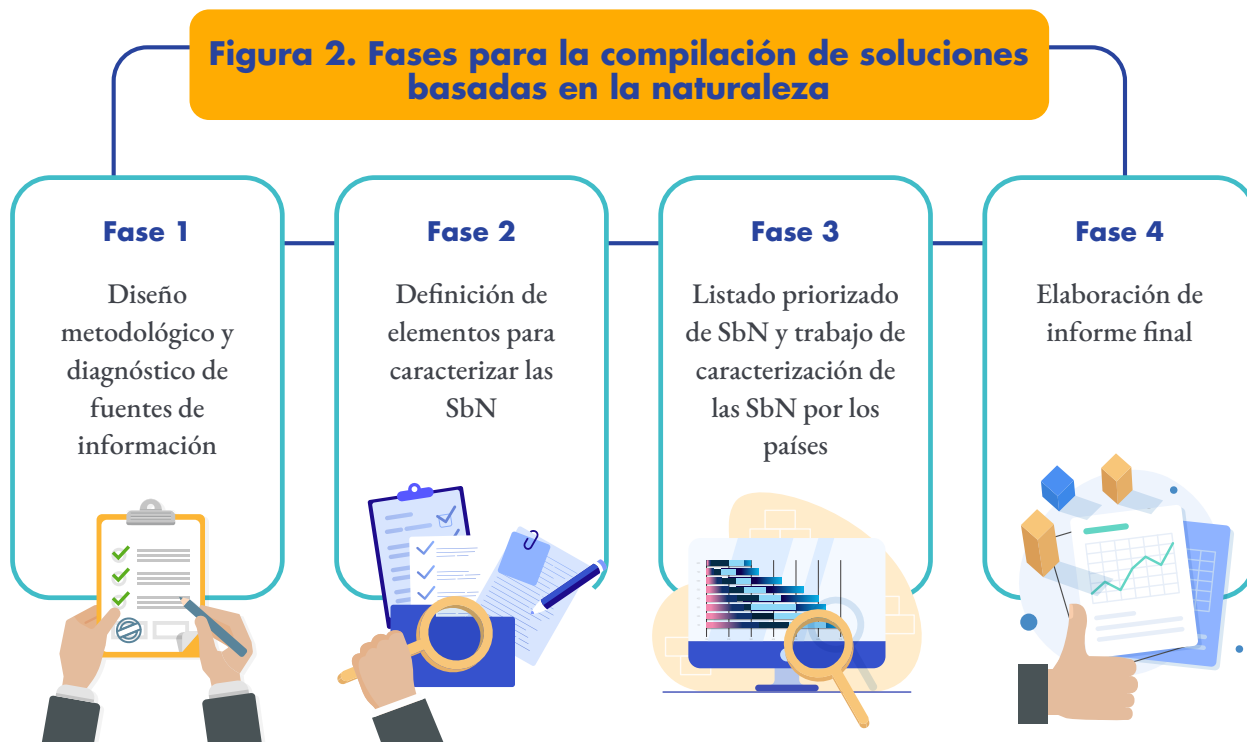 Figura 2. Fases para la compilación de soluciones
basadas en la naturaleza
Fase 1
Diseño
metodológico y
diagnóstico de
fuentes de
información
Fase 2
Definición de
elementos para
caracterizar las
SbN
Fase 3
Listado priorizado
de SbN y trabajo de
caracterización de
las SbN por los
países
Fase 4
Elaboración de
informe final